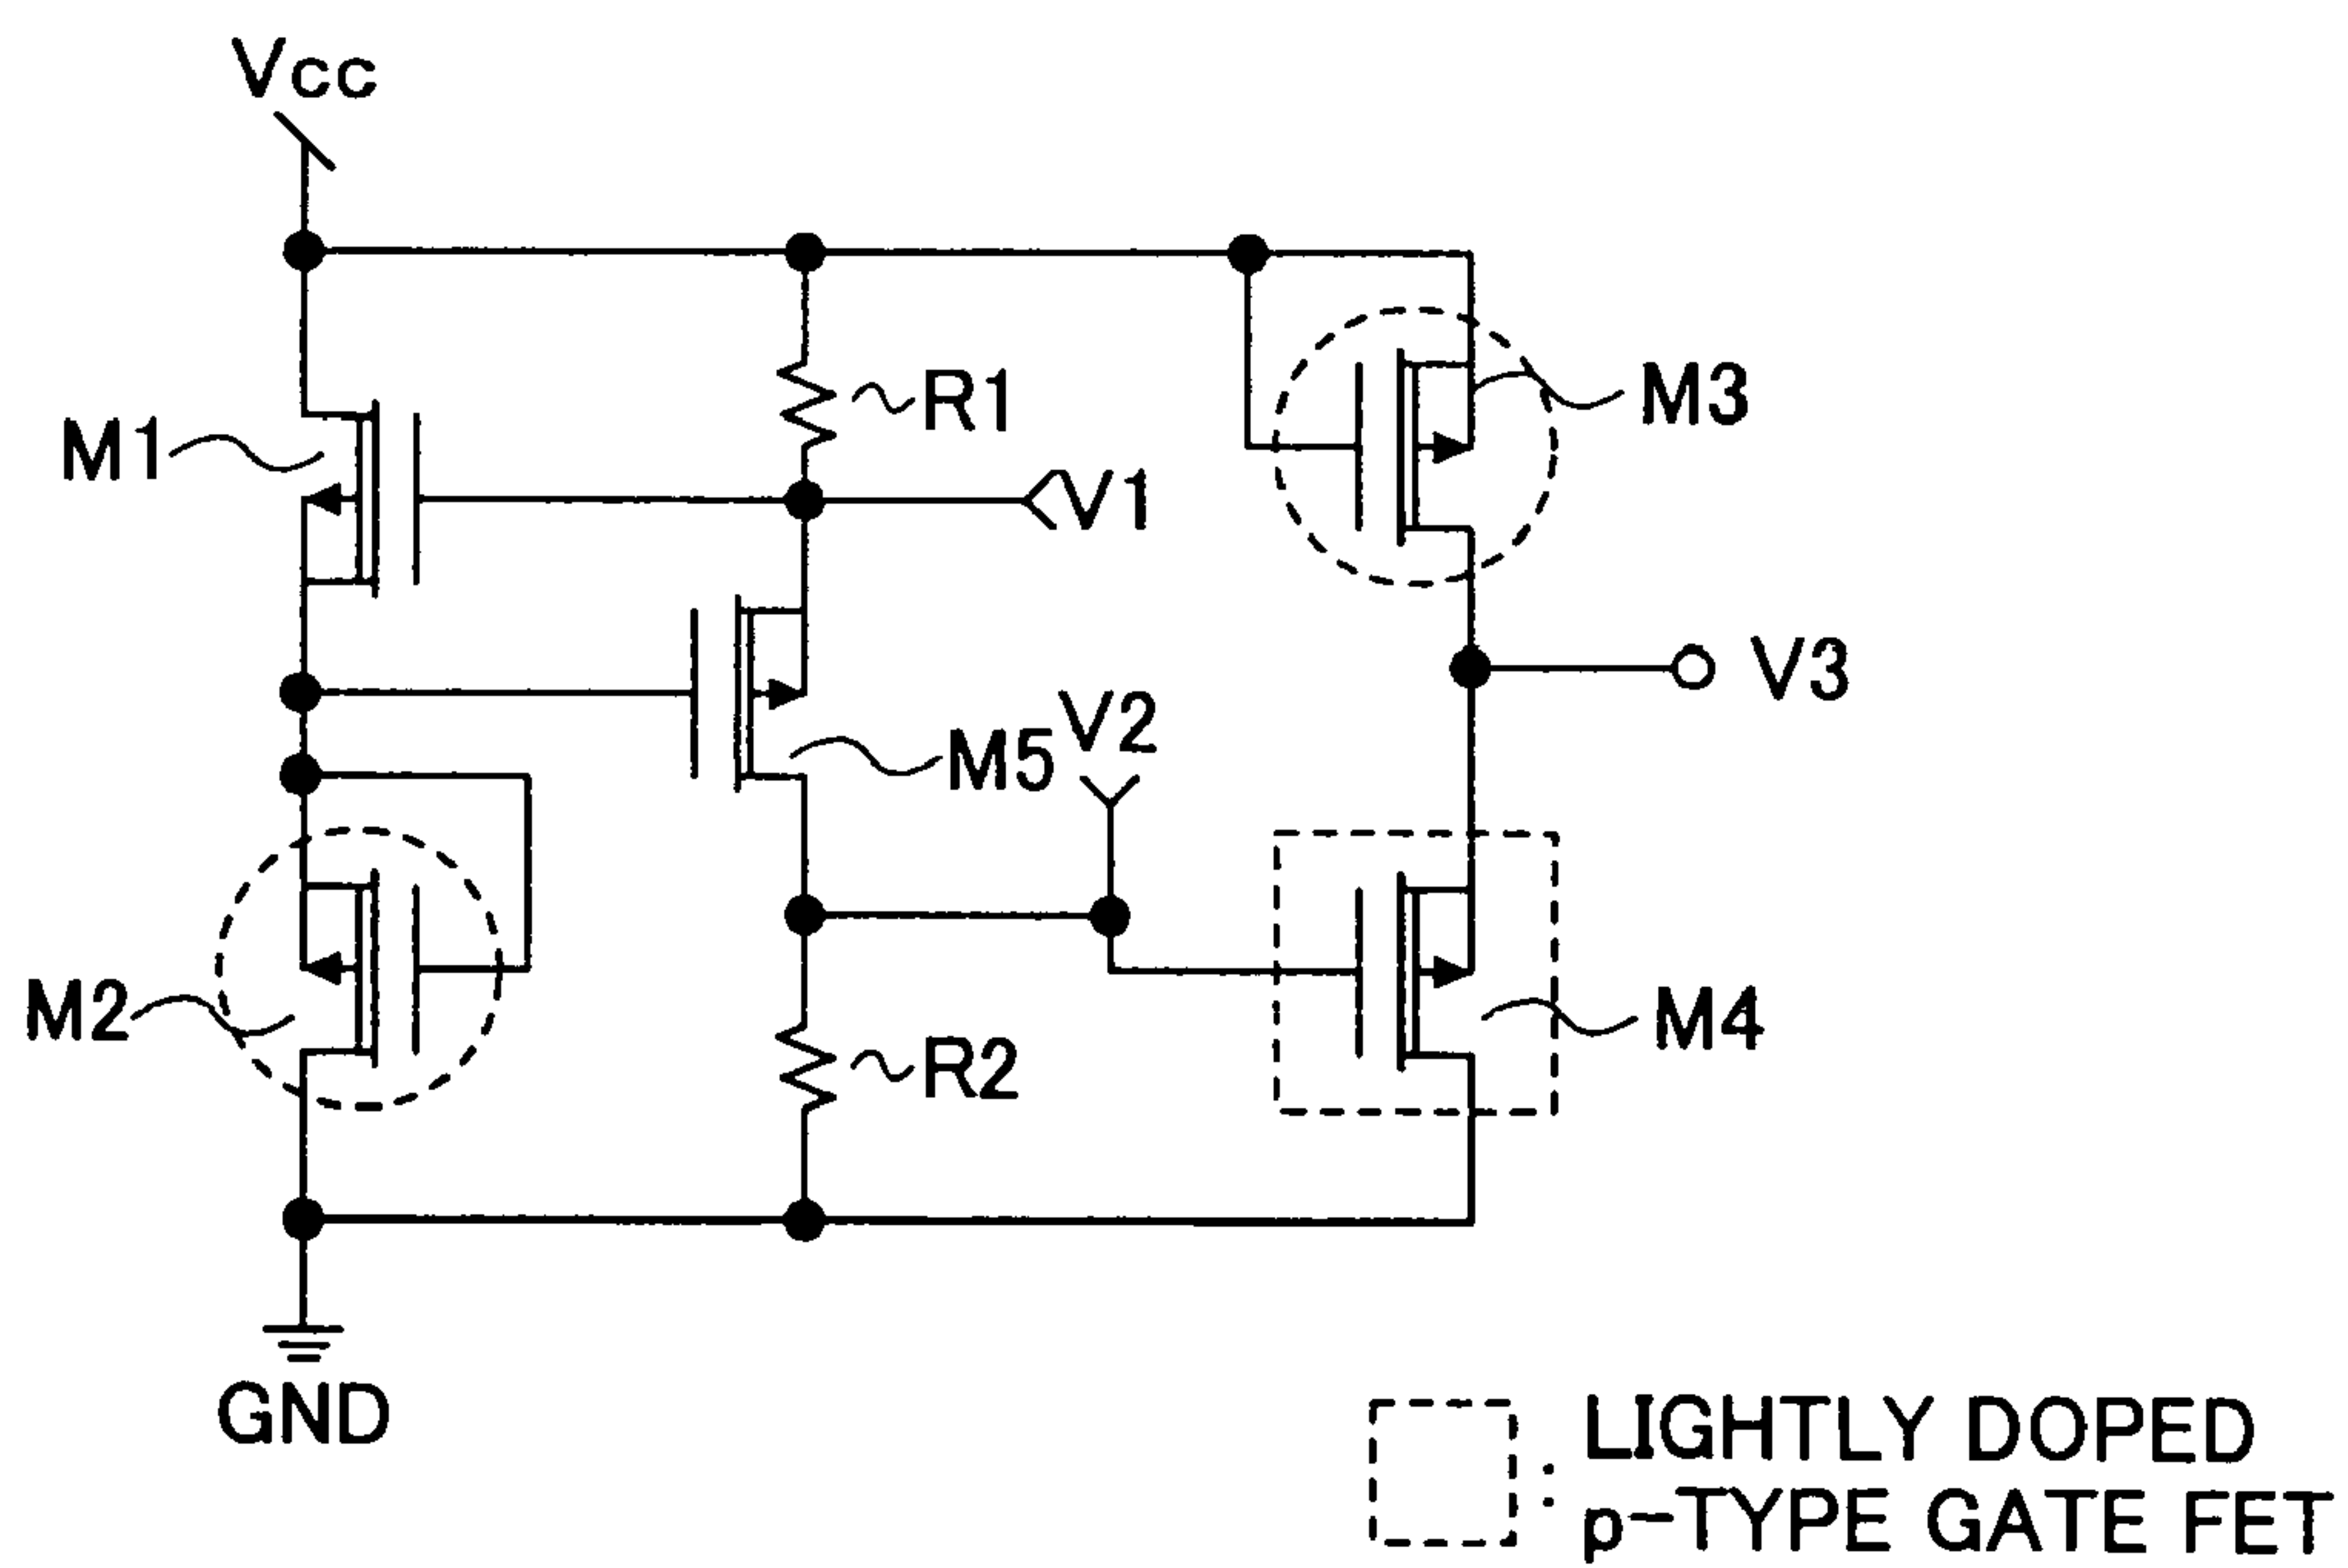 Vcc
M1
R1
M3
V1
V3
V2
M5
M2
R2
M4
GND
: LIGHTLY DOPED
p-TYPE GATE FET